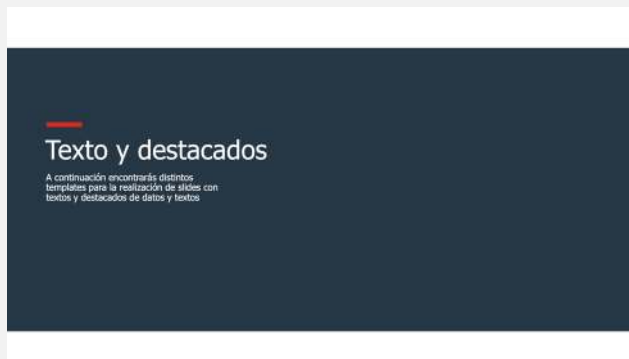 Texto y destacados
A continuación encontrarás distintos
templates para la realización de slides con
textos y destacados de datos y textos